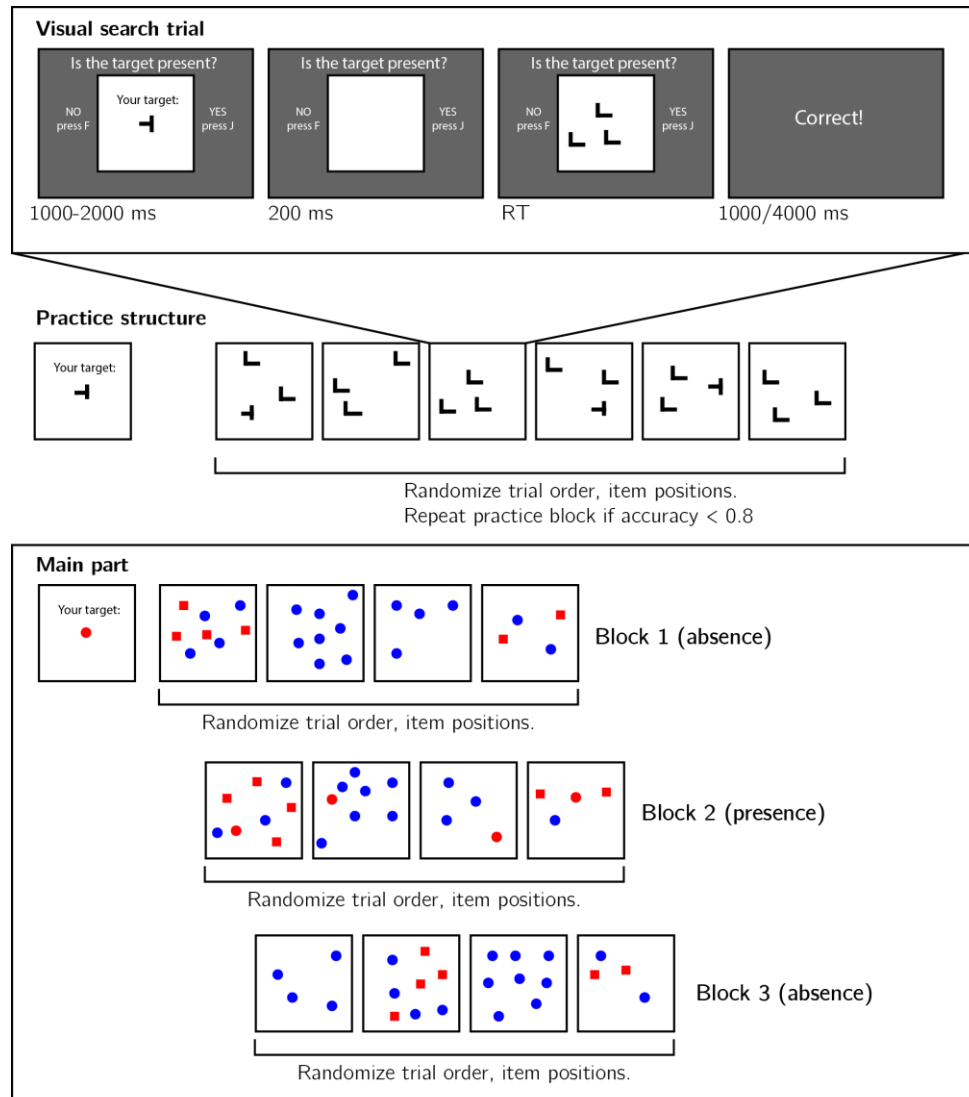 Visual search trial
Is the target present?
Your target:
NO
press F
YES
press J
1000-2000 ms
Is the target present?
NO
press F
YES
press J
200 ms
Is the target present?
NO
press F
YES
press J
RT
Correct!
1000/4000 ms
Practice structure
Your target:
Randomize trial order, item positions.
Repeat practice block if accuracy < 0.8
Main part
Your target:
Block 1 (absence)
Randomize trial order, item positions.
Block 2 (presence)
Randomize trial order, item positions.
Block 3 (absence)
Randomize trial order, item positions.